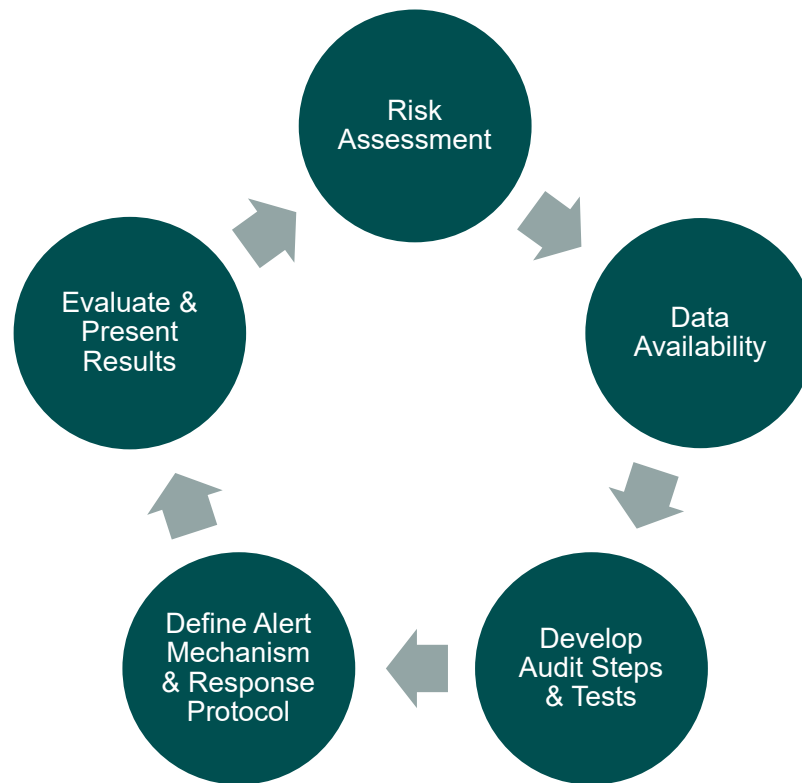 Risk
Assessment
Data
Availability
Develop
Audit Steps
& Tests
Define Alert
Mechanism
& Response
Protocol
Evaluate &
Present
Results